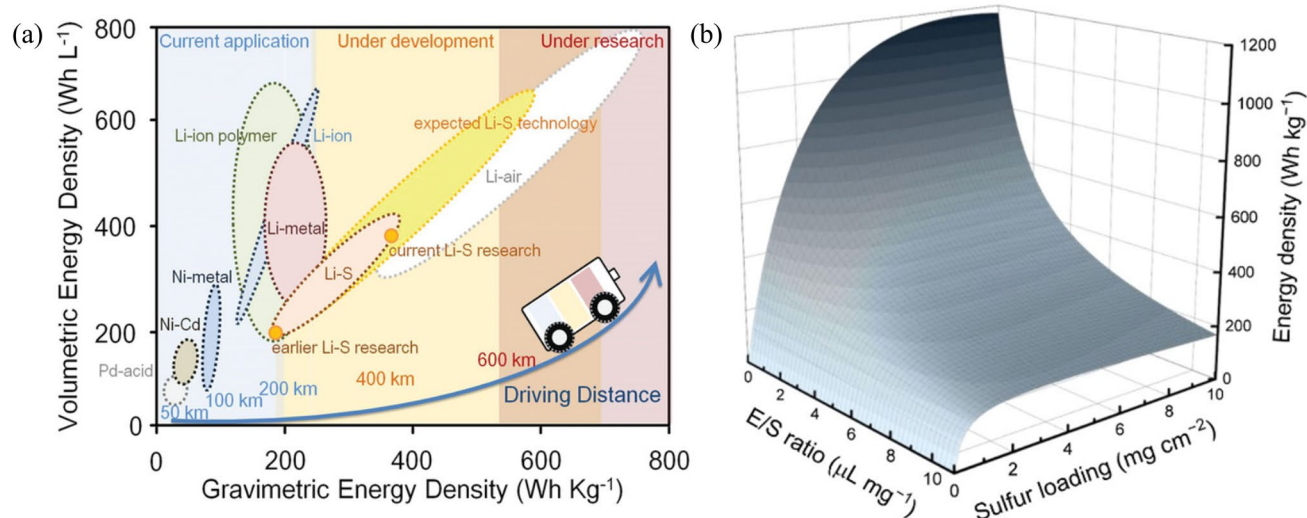 (a)
Volumetric Energy Density (Wh L⁻¹)
800
600
400
200
0
Current application
Under development
Under research
Li-ion polymer
Li-ion
expected Li-S technology
Li-air
Li-metal
current Li-S research
Li-S
Ni-metal
Ni-Cd
earlier Li-S research
Pd-acid
50 km
100 km
200 km
400 km
600 km
Driving Distance
0 200 400 600 800
Gravimetric Energy Density (Wh Kg⁻¹)
(b)
1200
1000
800
600
400
200
0
Energy density (Wh kg⁻¹)
0 2 4 6 8 10
E/S ratio (μL mg⁻¹)
0 2 4 6 8 10
Sulfur loading (mg cm⁻²)